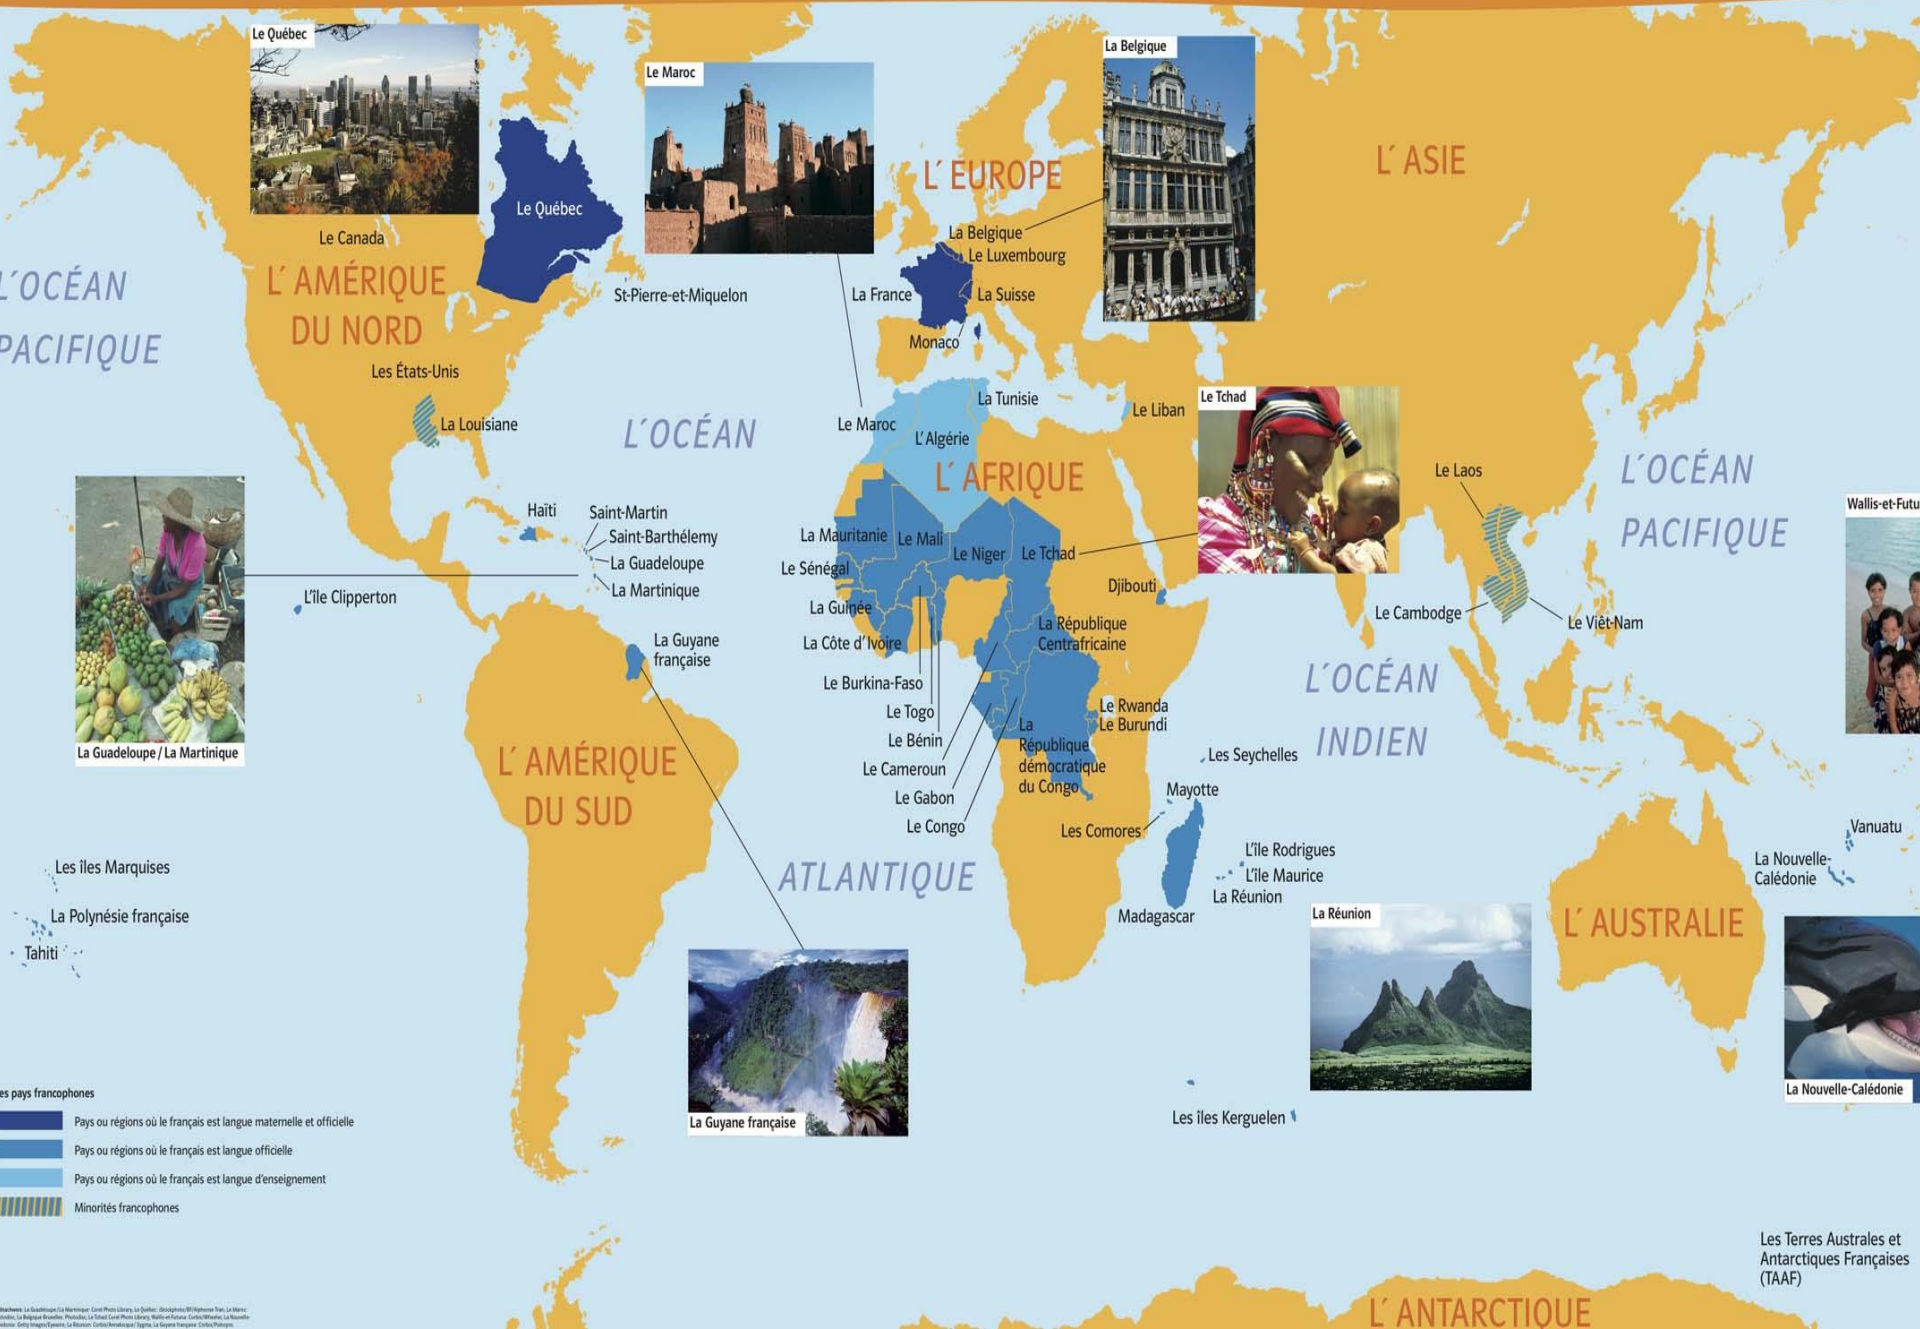 Le Québec
Le Maroc
La Belgique
L´EUROPE
L´ASIE
Le Québec
Le Canada
La Belgique
Le Luxembourg
L´OCÉAN
PACIFIQUE
L´AMÉRIQUE
DU NORD
St-Pierre-et-Miquelon
La France
La Suisse
Monaco
Les États-Unis
La Louisiane
L´OCÉAN
La Tunisie
Le Maroc
L´Algérie
Le Liban
Le Tchad
L´AFRIQUE
Le Laos
L´OCÉAN
PACIFIQUE
Wallis-et-Futu
Haïti
Saint-Martin
Saint-Barthélemy
La Guadeloupe
La Martinique
L'île Clipperton
La Mauritanie
Le Mali
Le Niger
Le Tchad
Le Sénégal
La Guinée
La Côte d'Ivoire
Djibouti
La République
Centrafricaine
Le Cambodge
Le Viêt-Nam
La Guyane
française
Le Burkina-Faso
Le Togo
Le Bénin
Le Cameroun
Le Gabon
Le Congo
La
République
démocratique
du Congo
Le Rwanda
Le Burundi
L´OCÉAN
INDIEN
La Guadeloupe / La Martinique
L´AMÉRIQUE
DU SUD
Les Seychelles
Mayotte
Les Comores
L'île Rodrigues
L'île Maurice
La Réunion
Madagascar
ATLANTIQUE
Vanuatu
La Nouvelle-
Calédonie
Les îles Marquises
La Polynésie française
Tahiti
La Réunion
L´AUSTRALIE
La Nouvelle-Calédonie
La Guyane française
Les îles Kerguelen
es pays francophones
Pays ou régions où le français est langue maternelle et officielle
Pays ou régions où le français est langue officielle
Pays ou régions où le français est langue d'enseignement
Minorités francophones
Les Terres Australes et
Antarctiques Françaises
(TAAF)
L´ANTARCTIQUE